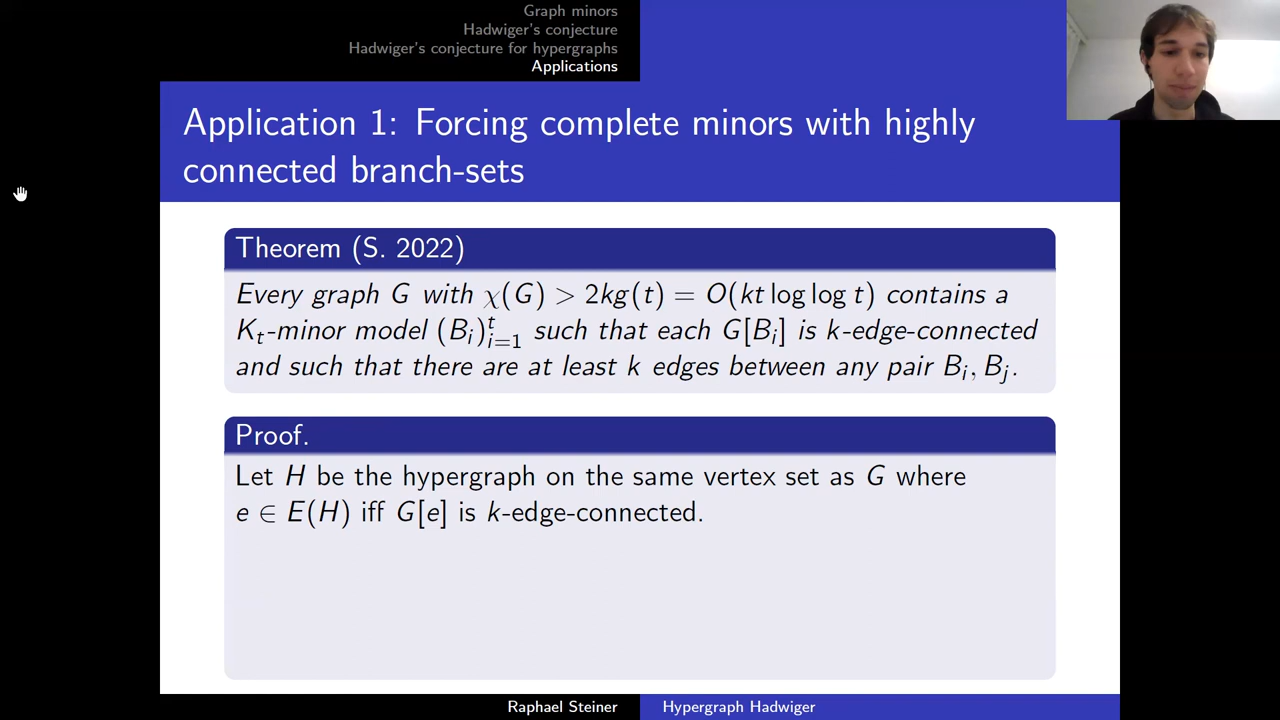 Graph minors
Hadwiger's conjecture
Hadwiger's conjecture for hypergraphs
Applications
Application 1: Forcing complete minors with highly
connected branch-sets
Theorem (S. 2022)
Every graph G with χ(G) > 2kg(t) = O(kt log log t) contains a
K_t-minor model (B_i)_{i=1}^t such that each G[B_i] is k-edge-connected
and such that there are at least k edges between any pair B_i, B_j.
Proof.
Let H be the hypergraph on the same vertex set as G where
e ∈ E(H) iff G[e] is k-edge-connected.
Raphael Steiner
Hypergraph Hadwiger